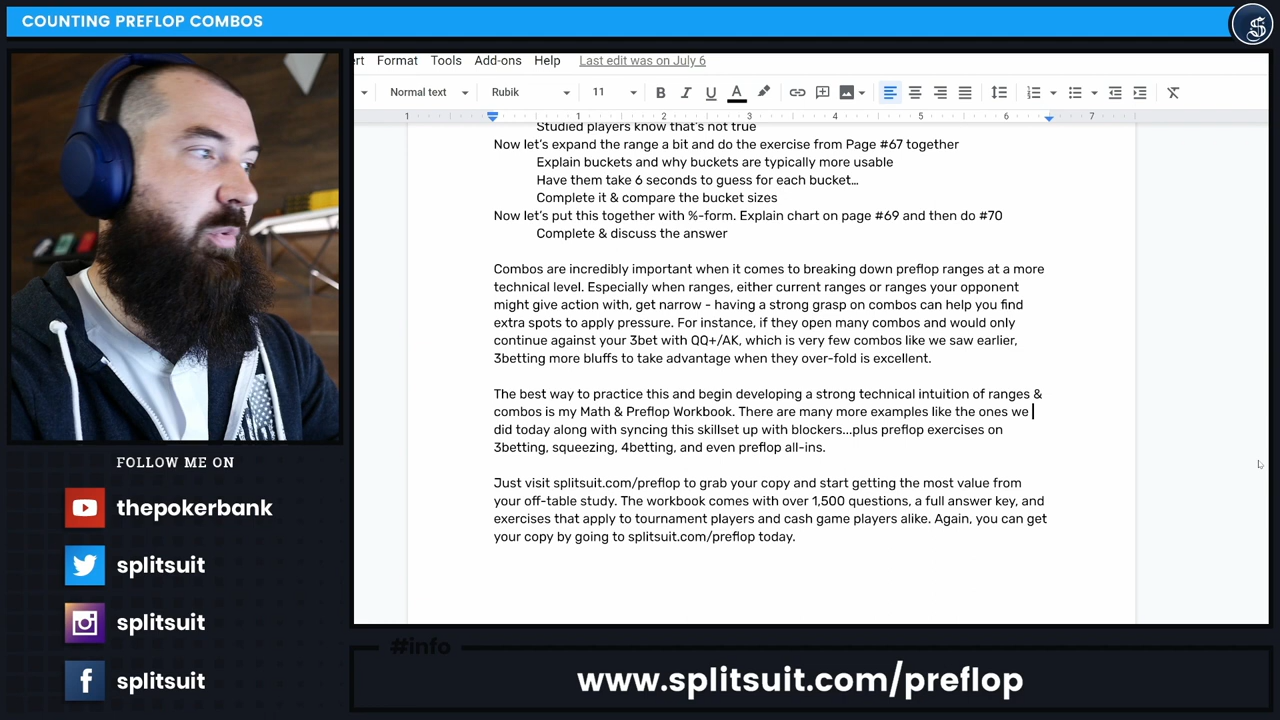 COUNTING PREFLOP COMBOS
rt Format Tools Add-ons Help Last edit was on July 6
Normal text Rubik 11
1 1 2 3 4 5 6 7
Studied players know that's not true
Now let's expand the range a bit and do the exercise from Page #67 together
Explain buckets and why buckets are typically more usable
Have them take 6 seconds to guess for each bucket…
Complete it & compare the bucket sizes
Now let's put this together with %-form. Explain chart on page #69 and then do #70
Complete & discuss the answer
Combos are incredibly important when it comes to breaking down preflop ranges at a more
technical level. Especially when ranges, either current ranges or ranges your opponent
might give action with, get narrow - having a strong grasp on combos can help you find
extra spots to apply pressure. For instance, if they open many combos and would only
continue against your 3bet with QQ+/AK, which is very few combos like we saw earlier,
3betting more bluffs to take advantage when they over-fold is excellent.
The best way to practice this and begin developing a strong technical intuition of ranges &
combos is my Math & Preflop Workbook. There are many more examples like the ones we
did today along with syncing this skillset up with blockers...plus preflop exercises on
3betting, squeezing, 4betting, and even preflop all-ins.
Just visit splitsuit.com/preflop to grab your copy and start getting the most value from
your off-table study. The workbook comes with over 1,500 questions, a full answer key, and
exercises that apply to tournament players and cash game players alike. Again, you can get
your copy by going to splitsuit.com/preflop today.
FOLLOW ME ON
thepokerbank
splitsuit
splitsuit
splitsuit
#info
www.splitsuit.com/preflop